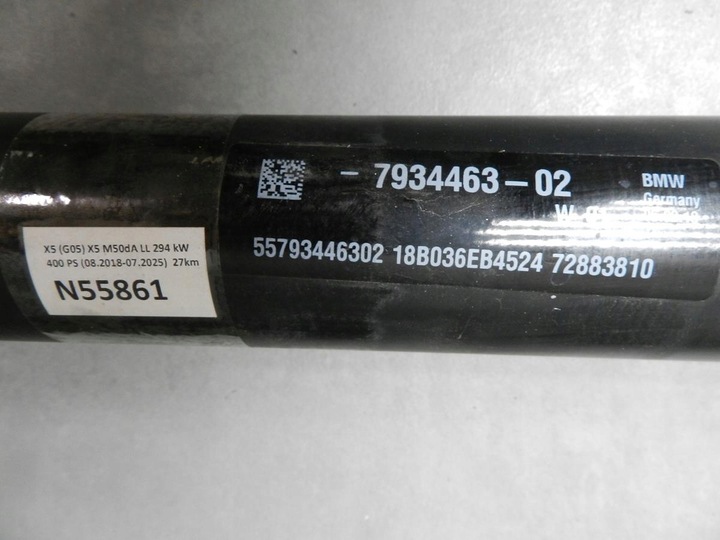 X5 (G05) X5 M50dA LL 294 kW
400 PS (08.2018-07.2025) 27km
N55861
- 7934463-02
BMW
Germany
W
55793446302 18B036EB4524 72883810